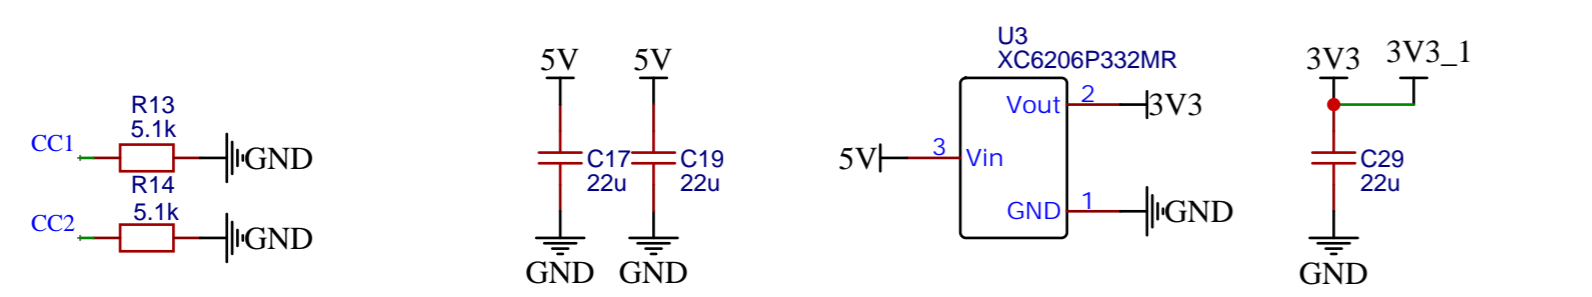 CC1
R13
5.1k
GND
CC2
R14
5.1k
GND
5V
C17
22u
GND
5V
C19
22u
GND
U3
XC6206P332MR
5V
3
Vin
Vout
2
3V3
GND
1
GND
3V3
3V3_1
C29
22u
GND